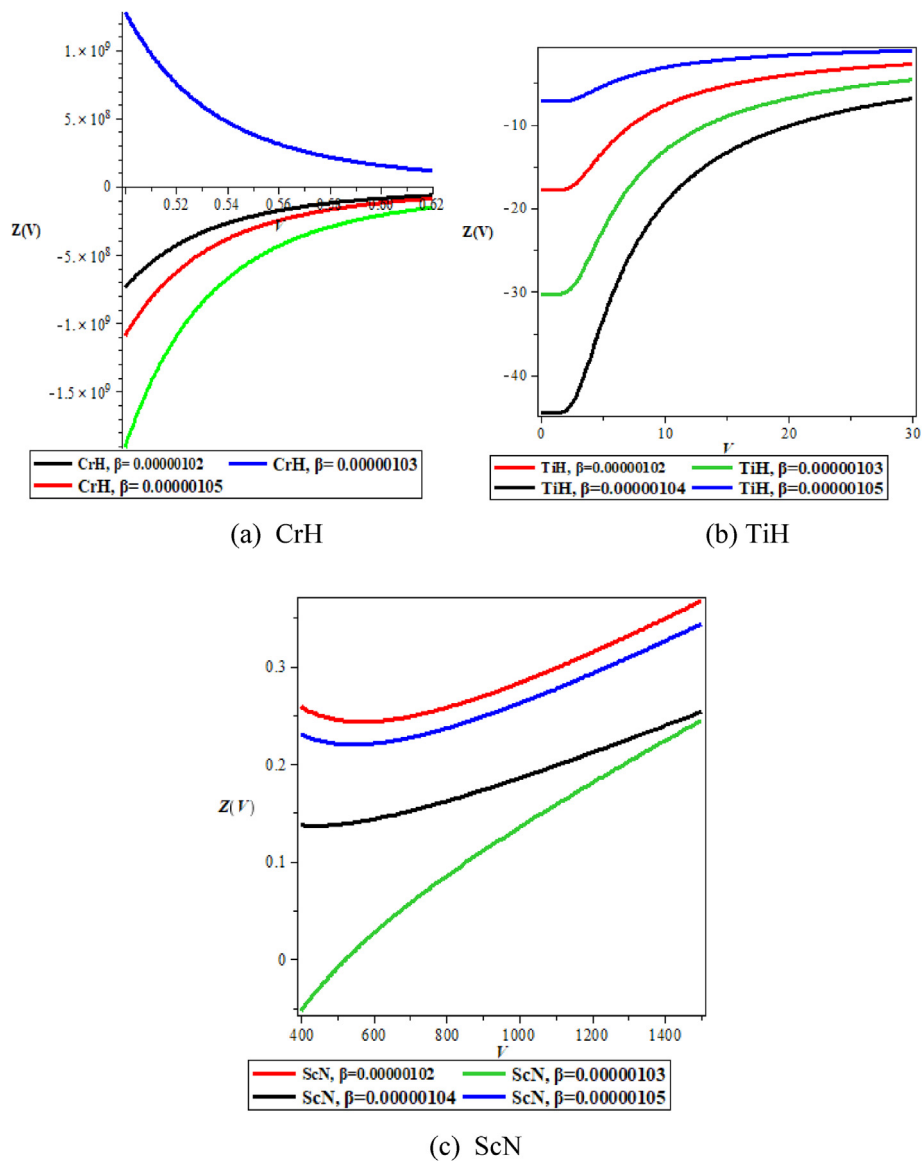 1. × 10⁹
5. × 10⁸
0
0.52 0.54 0.56 0.58 0.60 0.62
V
Z(V)
-5. × 10⁸
-1. × 10⁹
-1.5 × 10⁹
CrH, β= 0.00000102 CrH, β= 0.00000103
CrH, β= 0.00000105
(a) CrH
-10
-20
Z(V)
-30
-40
0 10 20 30
V
TiH, β=0.00000102 TiH, β=0.00000103
TiH, β=0.00000104 TiH, β=0.00000105
(b) TiH
0.3
0.2
Z(V)
0.1
0
400 600 800 1000 1200 1400
V
ScN, β=0.00000102 ScN, β=0.00000103
ScN, β=0.00000104 ScN, β=0.00000105
(c) ScN